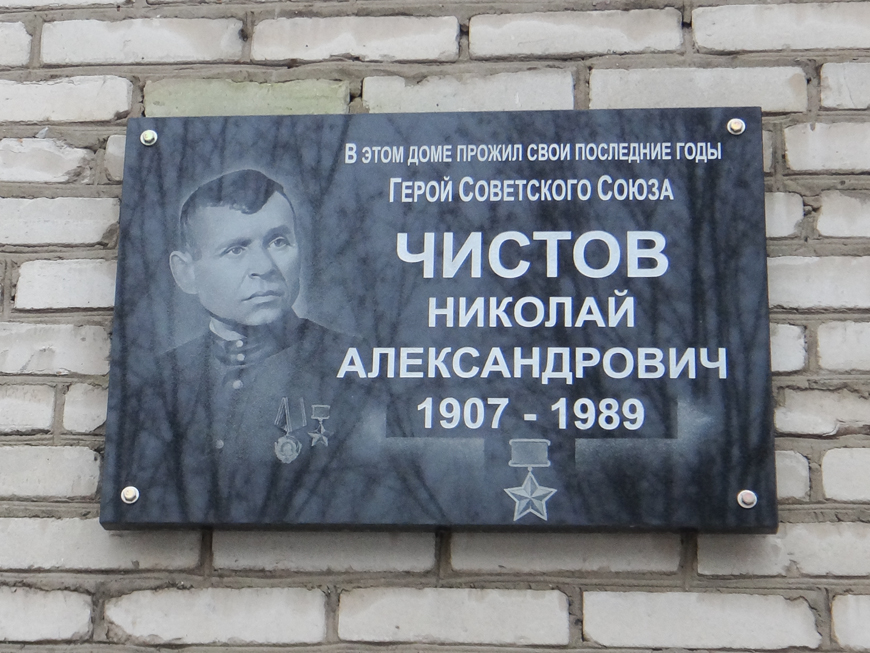 В ЭТОМ ДОМЕ ПРОЖИЛ СВОИ ПОСЛЕДНИЕ ГОДЫ
ГЕРОЙ СОВЕТСКОГО СОЮЗА
ЧИСТОВ
НИКОЛАЙ
АЛЕКСАНДРОВИЧ
1907 - 1989